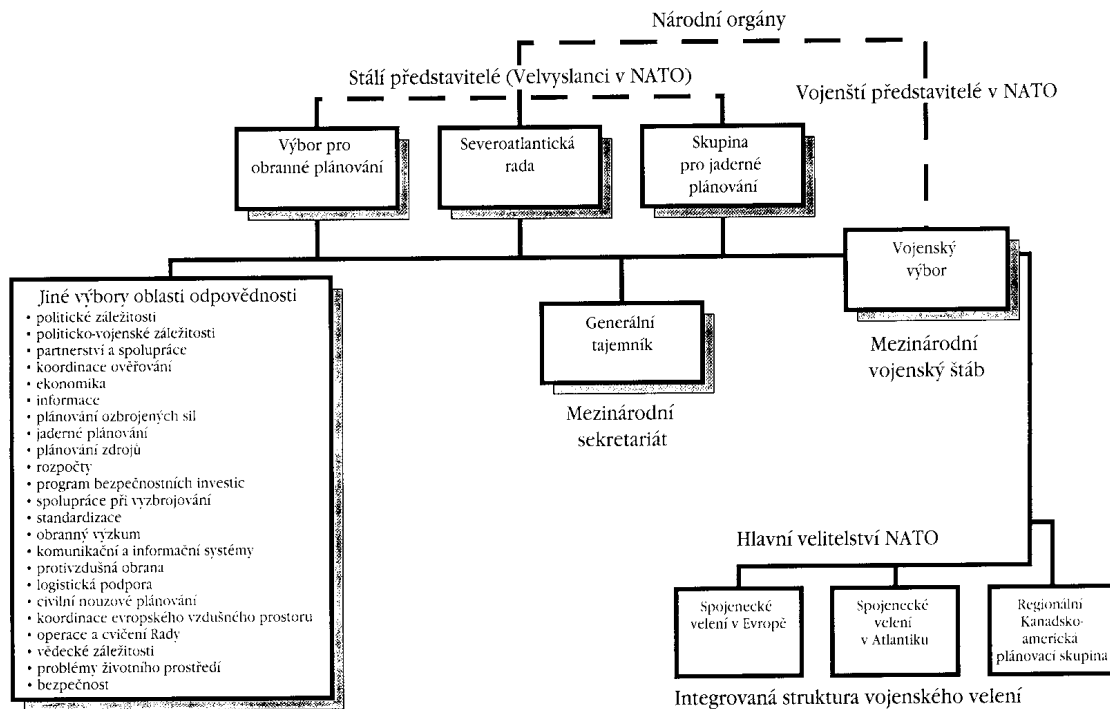 Národní orgány
Stálí představitelé (Velvyslanci v NATO)
Vojenští představitelé v NATO
Výbor pro
obranné plánování
Severoatlantická
rada
Skupina
pro jaderné
plánování
Vojenský
výbor
Mezinárodní
vojenský štáb
Generální
tajemník
Mezinárodní
sekretariát
Jiné výbory oblasti odpovědnosti
• politické záležitosti
• politicko-vojenské záležitosti
• partnerství a spolupráce
• koordinace ověřování
• ekonomika
• informace
• plánování ozbrojených sil
• jaderné plánování
• plánování zdrojů
• rozpočty
• program bezpečnostních investic
• spolupráce při vyzbrojování
• standardizace
• obranný výzkum
• komunikační a informační systémy
• protivzdušná obrana
• logistická podpora
• civilní nouzové plánování
• koordinace evropského vzdušného prostoru
• operace a cvičení Rady
• vědecké záležitosti
• problémy životního prostředí
• bezpečnost
Hlavní velitelství NATO
Spojenecké
velení v Evropě
Spojenecké
velení
v Atlantiku
Regionální
Kanadsko-
americká
plánovací skupina
Integrovaná struktura vojenského velení